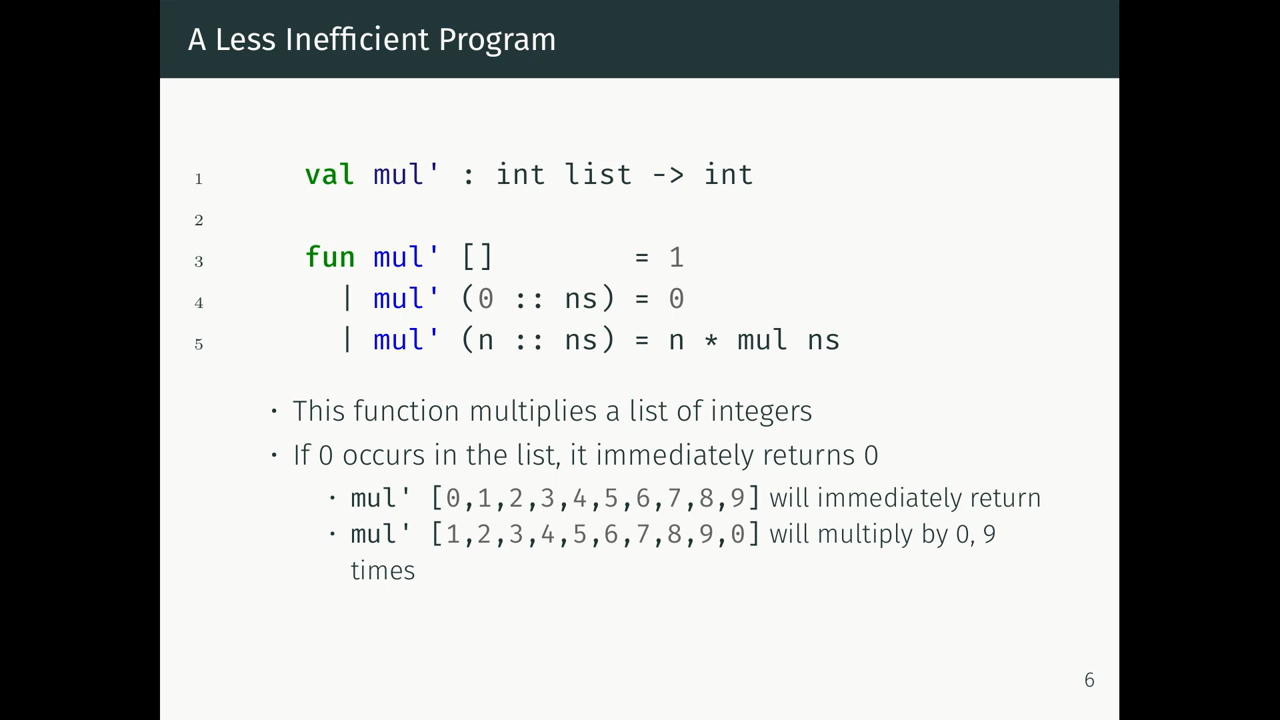 A Less Inefficient Program
1 val mul' : int list -> int
2
3 fun mul' [] = 1
4 | mul' (0 :: ns) = 0
5 | mul' (n :: ns) = n * mul ns
• This function multiplies a list of integers
• If 0 occurs in the list, it immediately returns 0
• mul' [0,1,2,3,4,5,6,7,8,9] will immediately return
• mul' [1,2,3,4,5,6,7,8,9,0] will multiply by 0, 9
times
6